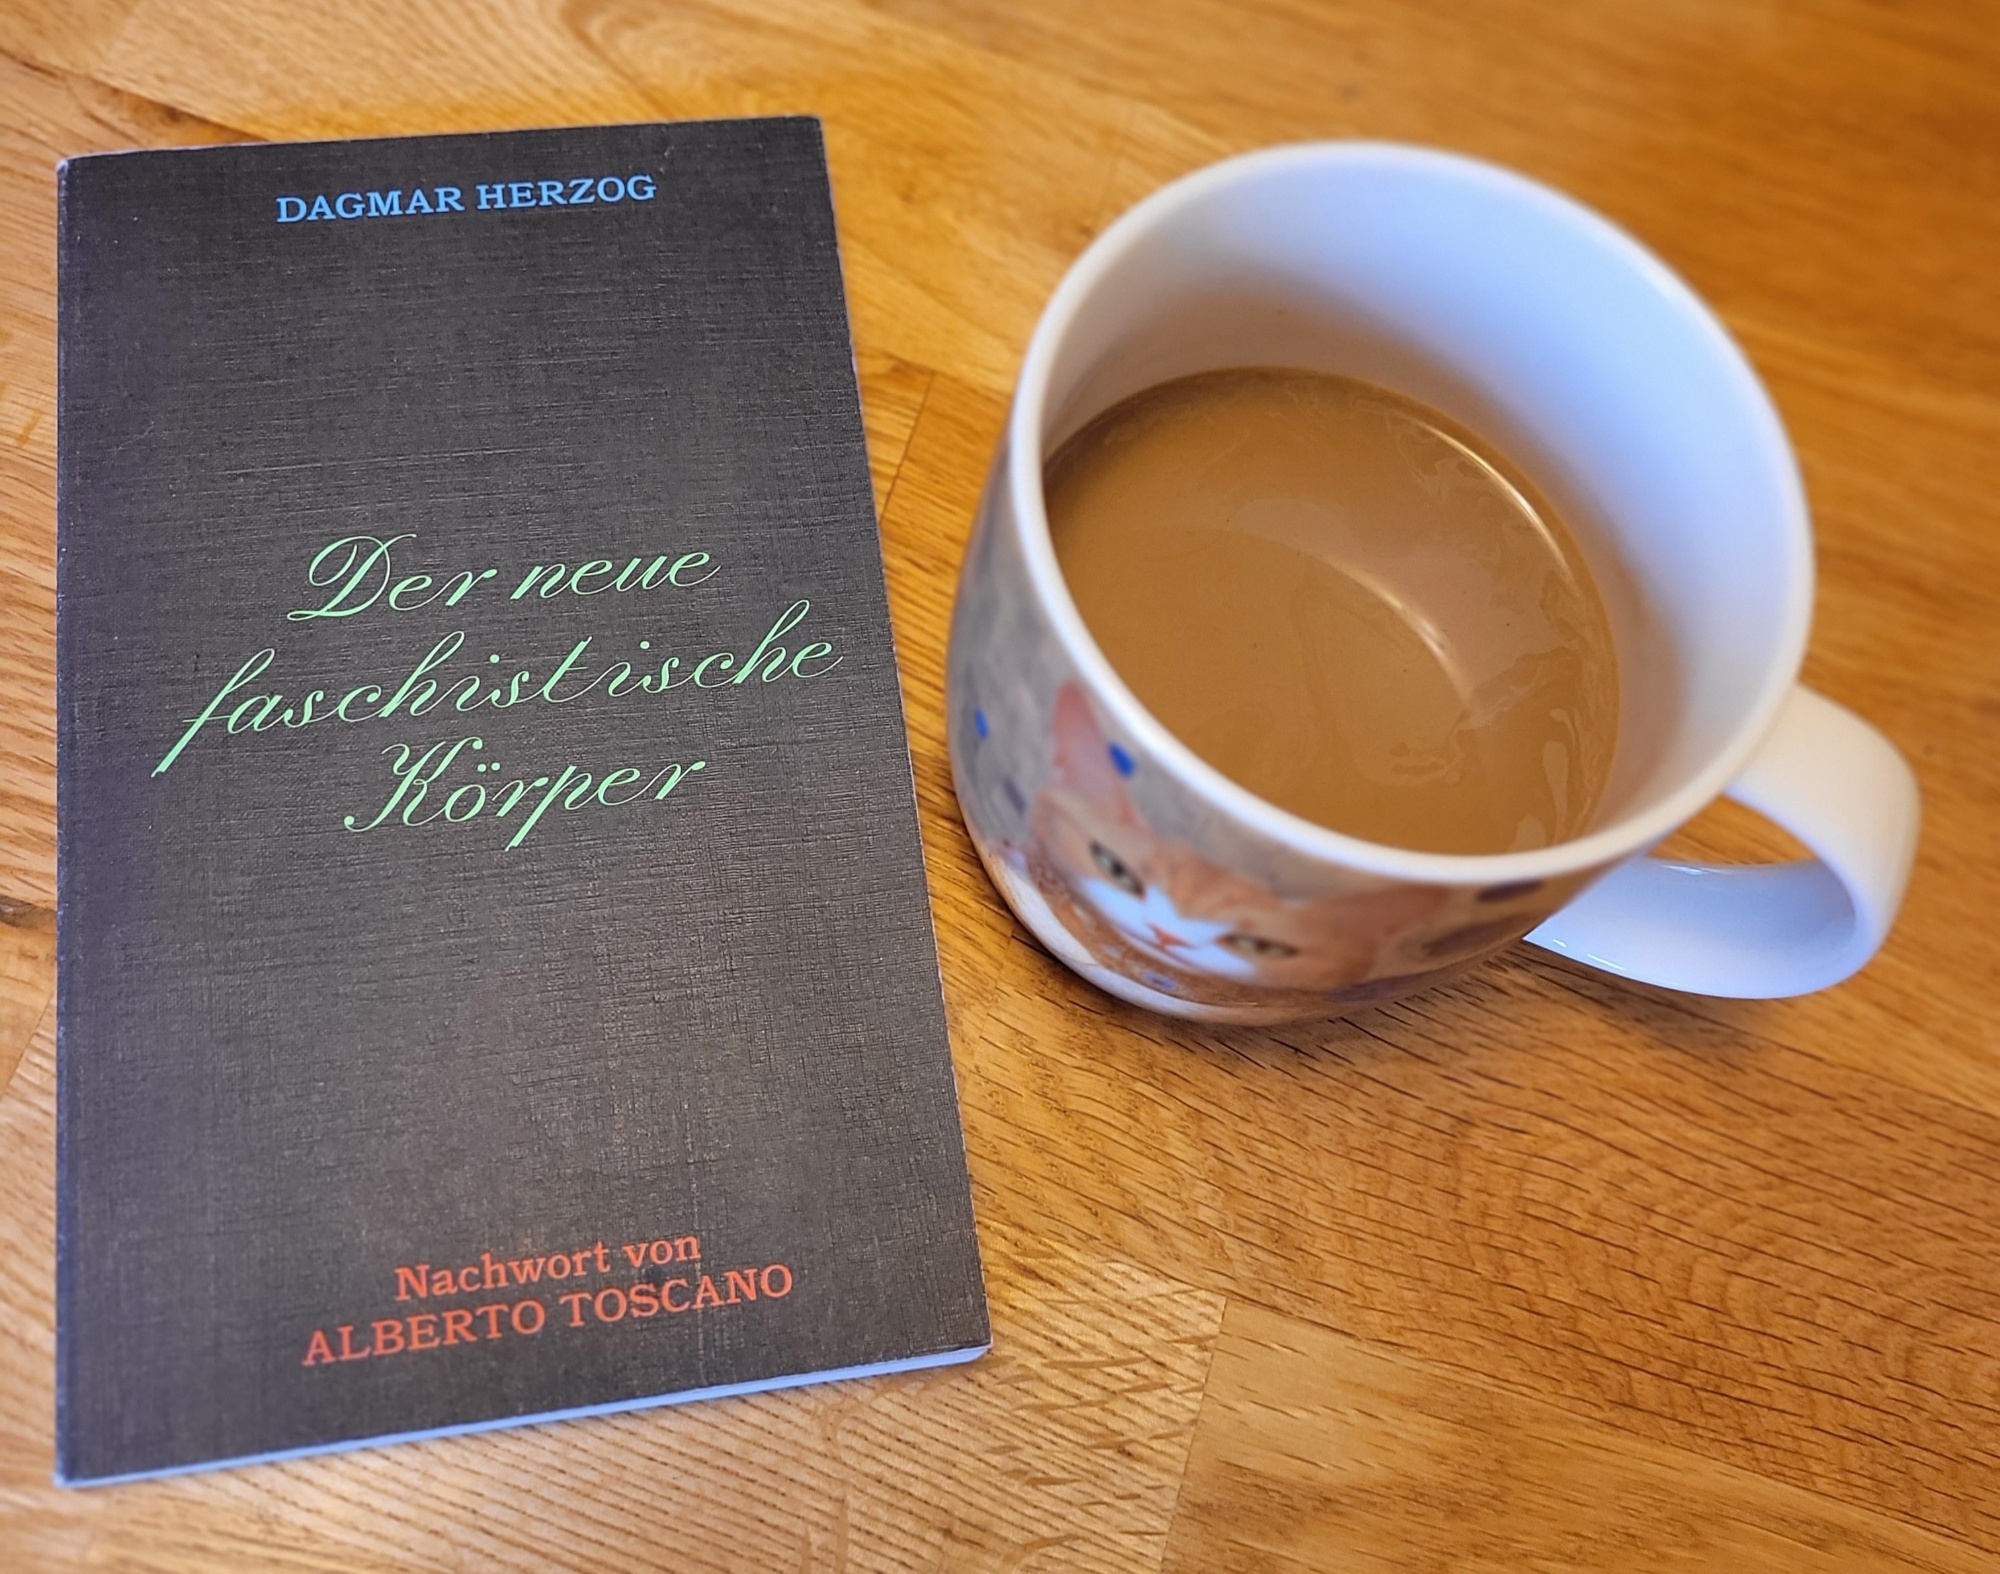 DAGMAR HERZOG
Der neue
faschistische
Körper
Nachwort von
ALBERTO TOSCANO